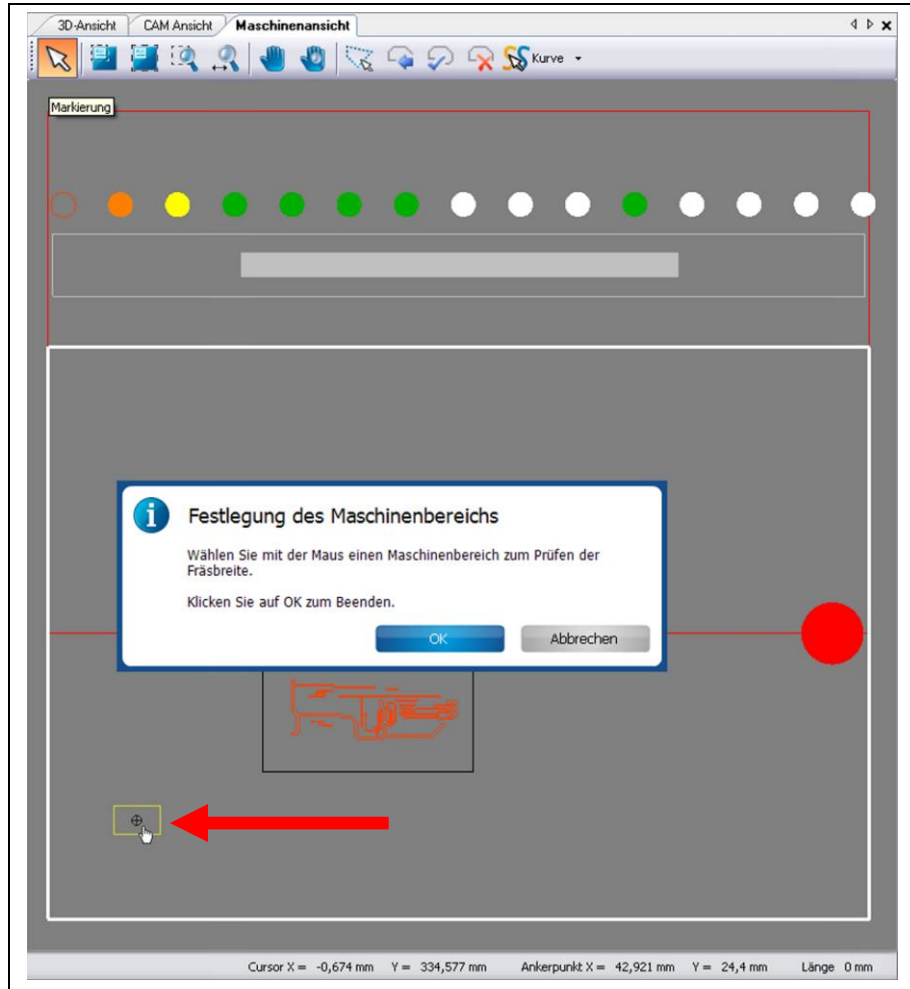 3D-Ansicht CAM Ansicht Maschinenansicht
Kurve
Markierung
Festlegung des Maschinenbereichs
Wählen Sie mit der Maus einen Maschinenbereich zum Prüfen der
Fräsbreite.
Klicken Sie auf OK zum Beenden.
OK Abbrechen
Cursor X = -0,674 mm Y = 334,577 mm Ankerpunkt X = 42,921 mm Y = 24,4 mm Länge 0 mm